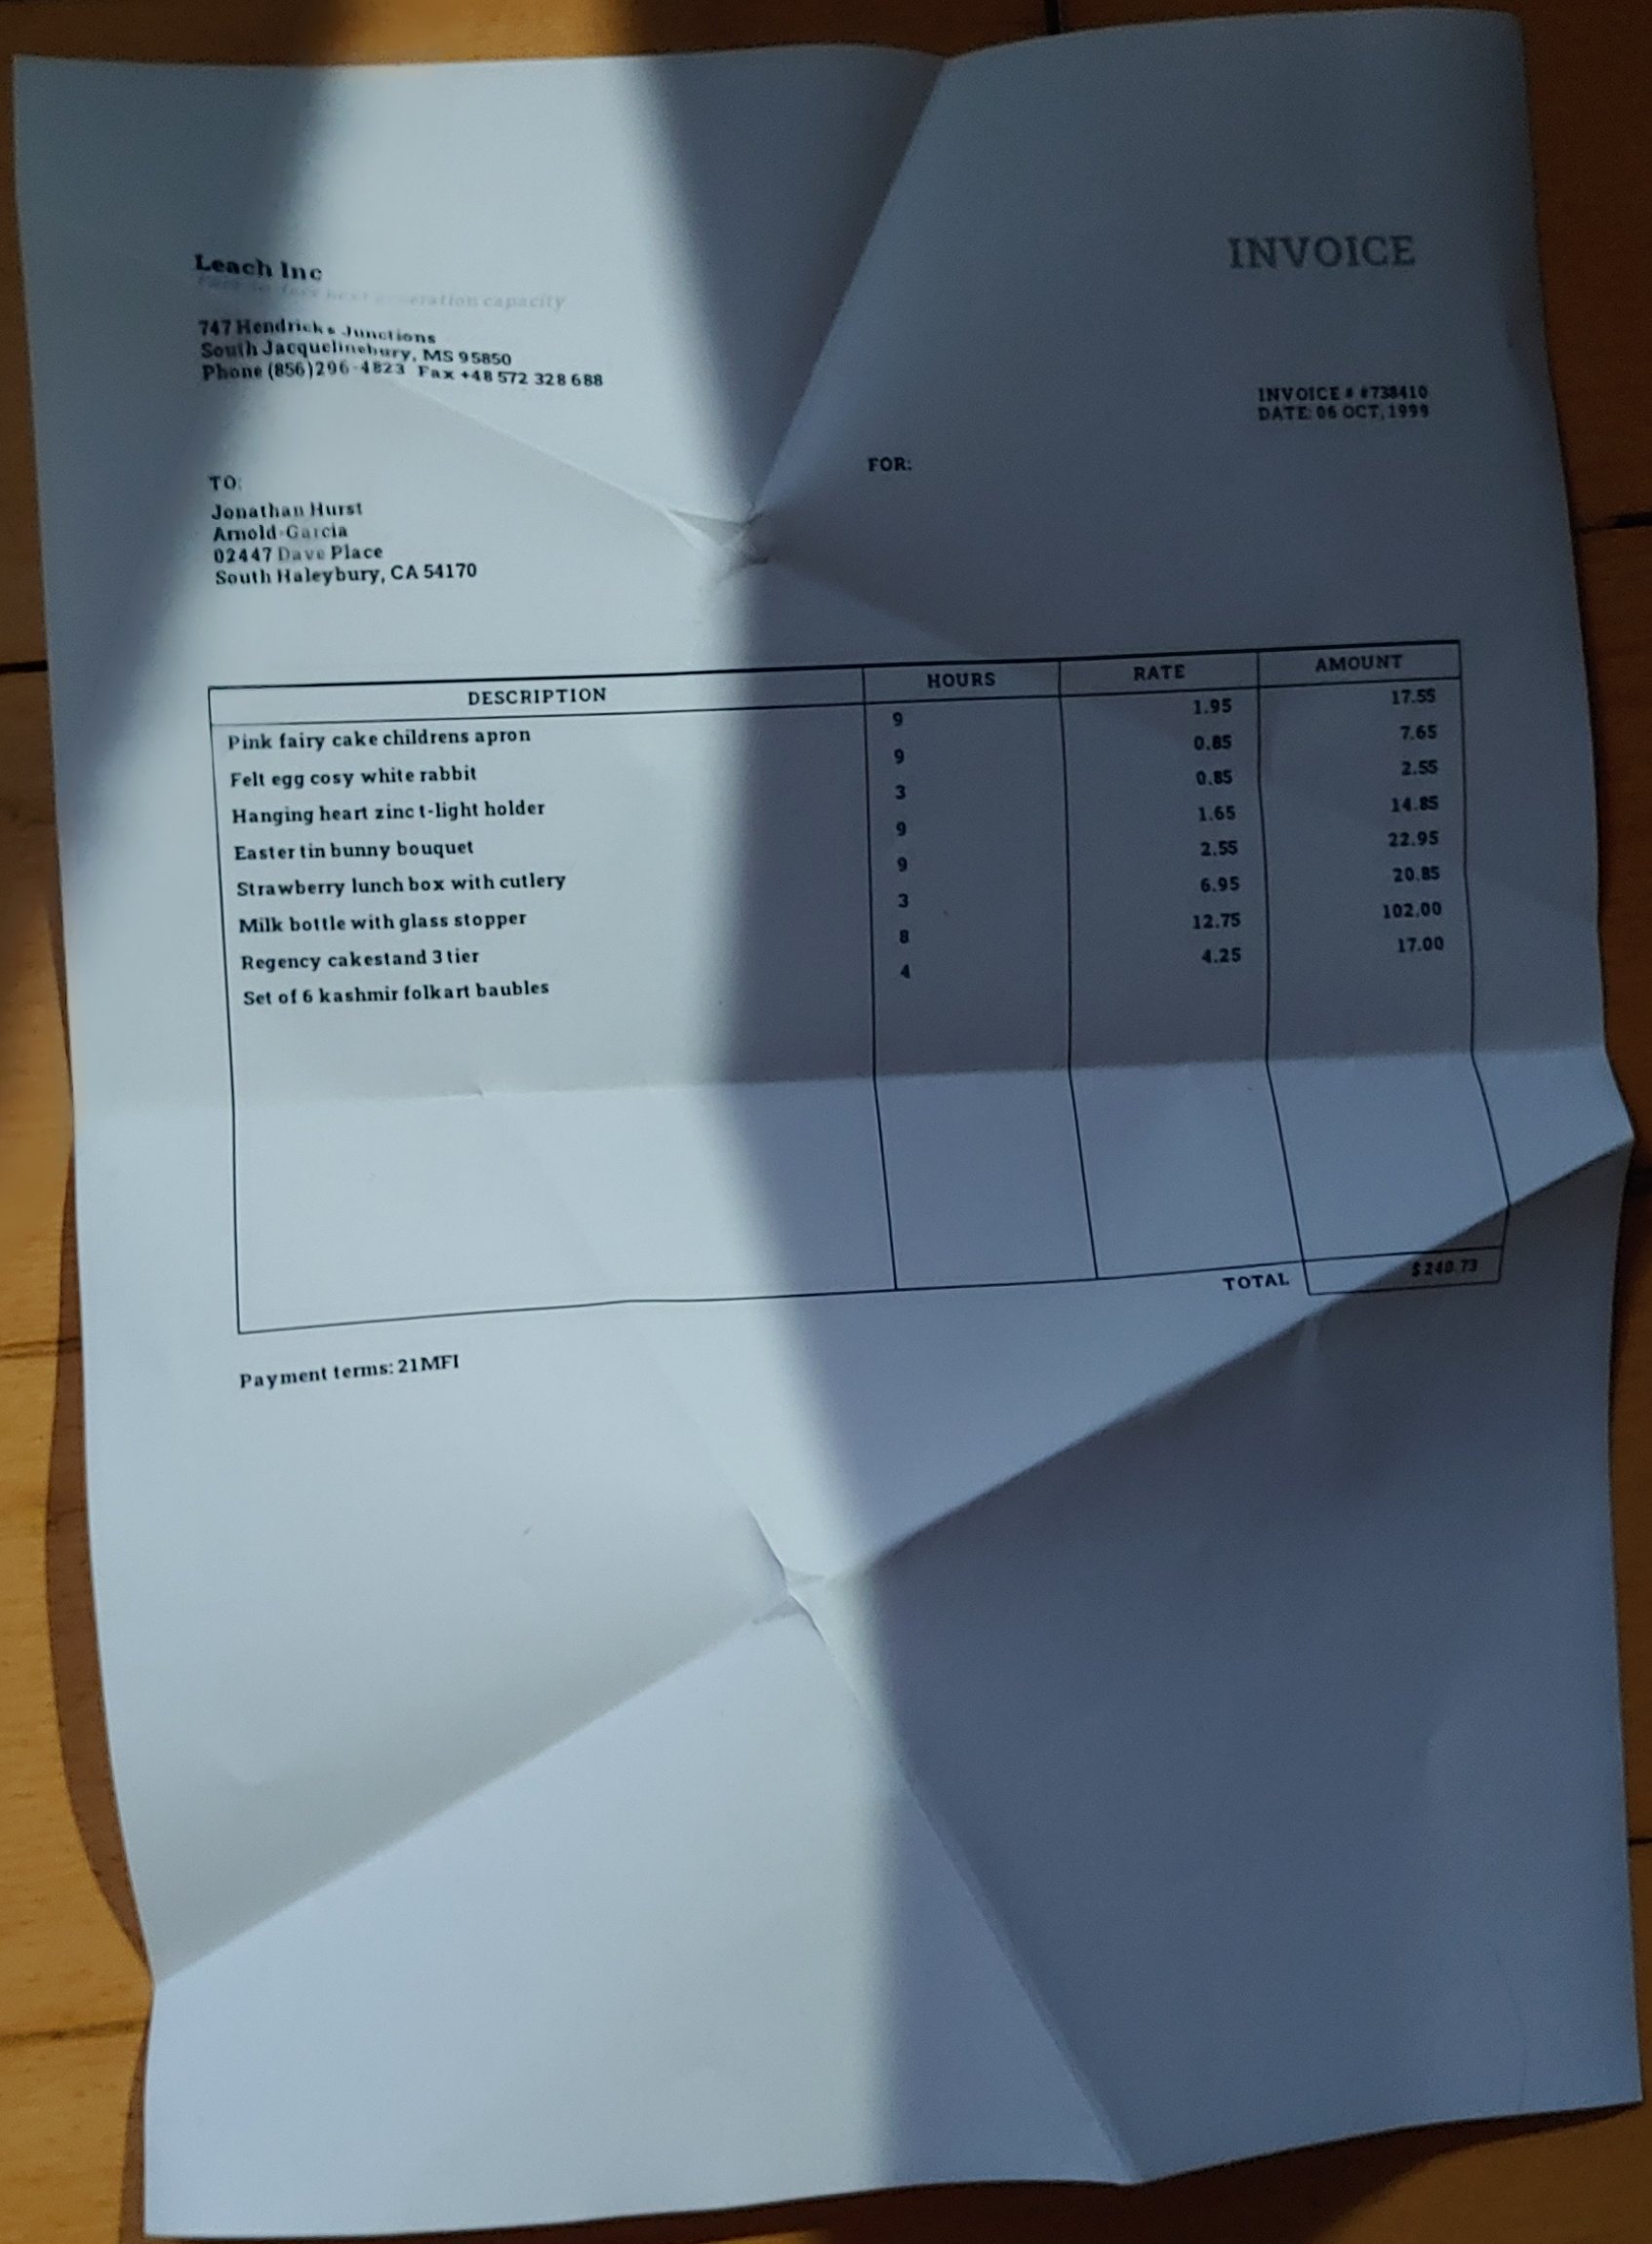 INVOICE
Leach Inc
next generation capacity
747 Hendricks Junctions
South Jacquelinebury, MS 95850
Phone (856)296-4823 Fax +48 572 328 688
INVOICE # #738410
DATE: 06 OCT, 1999
TO:
FOR:
Jonathan Hurst
Arnold-Garcia
02447 Dave Place
South Haleybury, CA 54170
DESCRIPTION HOURS RATE AMOUNT
Pink fairy cake childrens apron 9 1.95 17.55
Felt egg cosy white rabbit 9 0.85 7.65
Hanging heart zinc t-light holder 3 0.85 2.55
Easter tin bunny bouquet 9 1.65 14.85
Strawberry lunch box with cutlery 9 2.55 22.95
Milk bottle with glass stopper 3 6.95 20.85
Regency cakestand 3 tier 8 12.75 102.00
Set of 6 kashmir folkart baubles 4 4.25 17.00
TOTAL
Payment terms: 21MFI